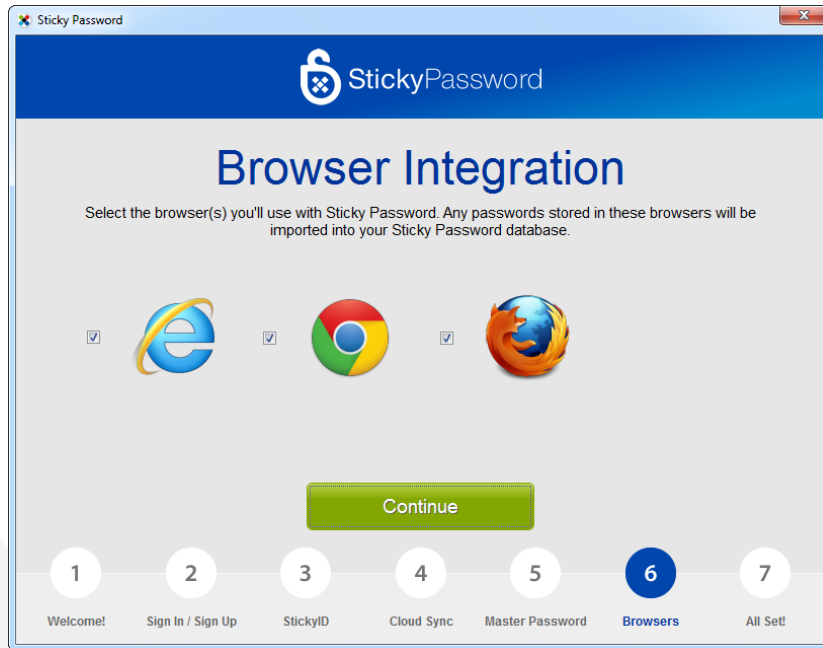 Sticky Password
StickyPassword
Browser Integration
Select the browser(s) you'll use with Sticky Password. Any passwords stored in these browsers will be
imported into your Sticky Password database.
Continue
1 2 3 4 5 6 7
Welcome! Sign In / Sign Up StickyID Cloud Sync Master Password Browsers All Set!